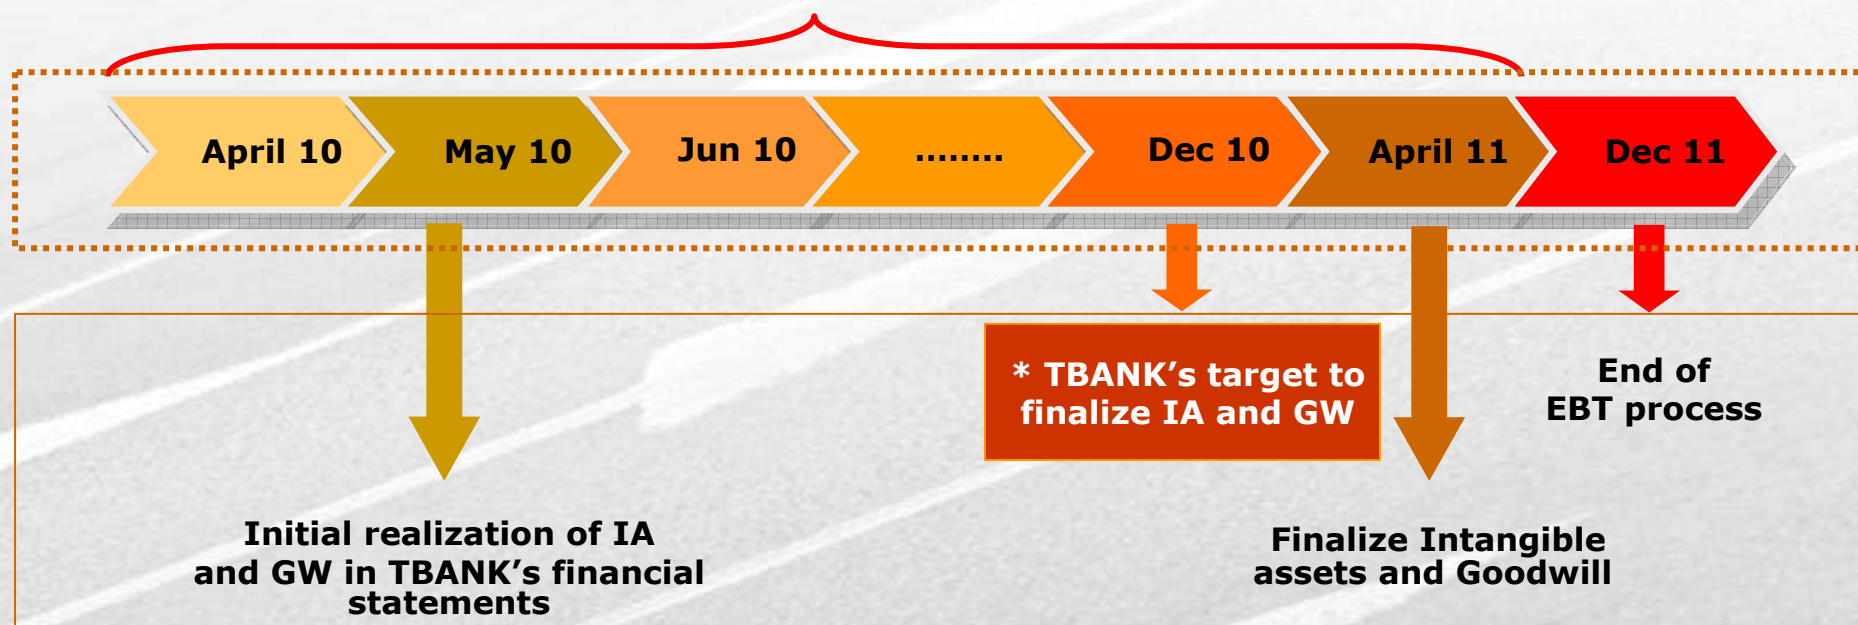 April 10
May 10
Jun 10
........
Dec 10
April 11
Dec 11
* TBANK’s target to
finalize IA and GW
End of
EBT process
Initial realization of IA
and GW in TBANK’s financial
statements
Finalize Intangible
assets and Goodwill